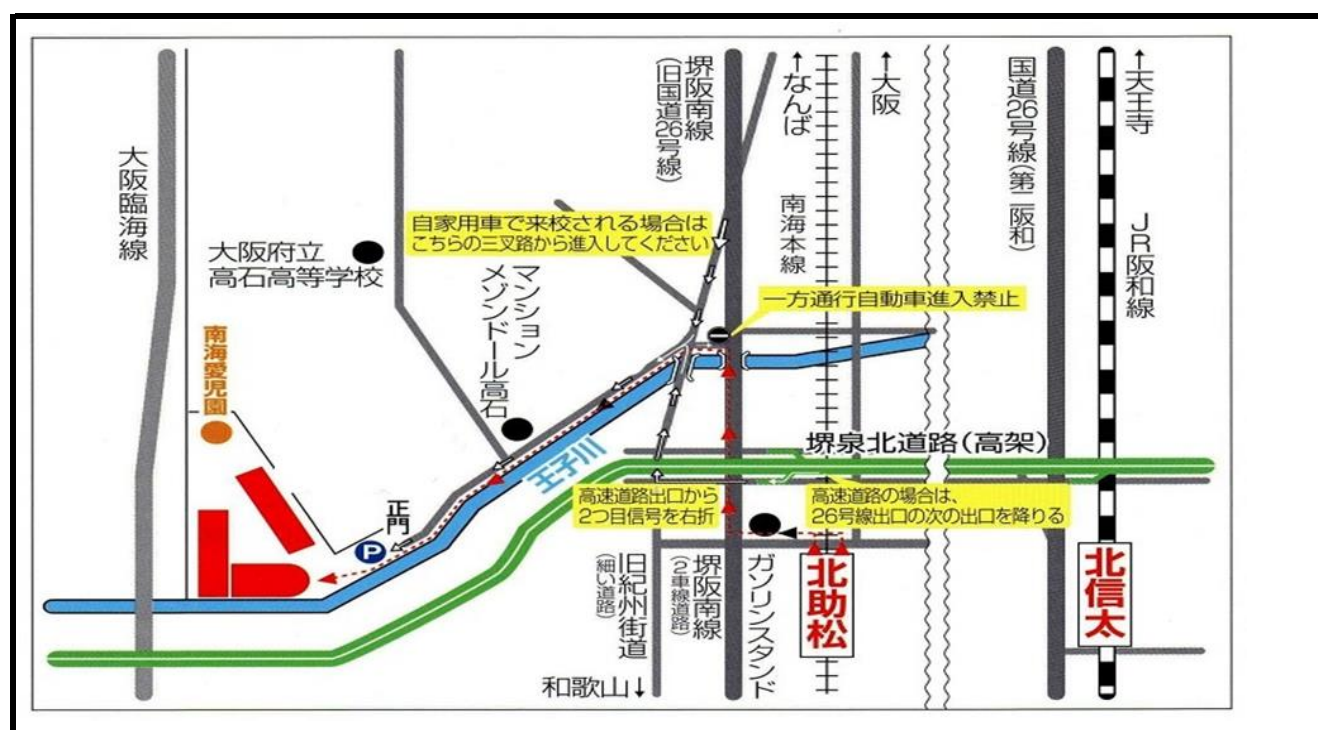 大阪臨海線
大阪府立
高石高等学校
南海愛児園
マンション
メゾンドール高石
自家用車で来校される場合は
こちらの三叉路から進入してください
堺阪南線
(旧国道26号線)
↑なんば
南海本線
↑大阪
国道26号線(第二阪和)
↑天王寺
JR阪和線
一方通行自動車進入禁止
王子川
堺泉北道路(高架)
高速道路出口から
2つ目信号を右折
高速道路の場合は、
26号線出口の次の出口を降りる
正門
P
旧紀州街道
(細い道路)
堺阪南線
(2車線道路)
ガソリンスタンド
北助松
北信太
和歌山↓